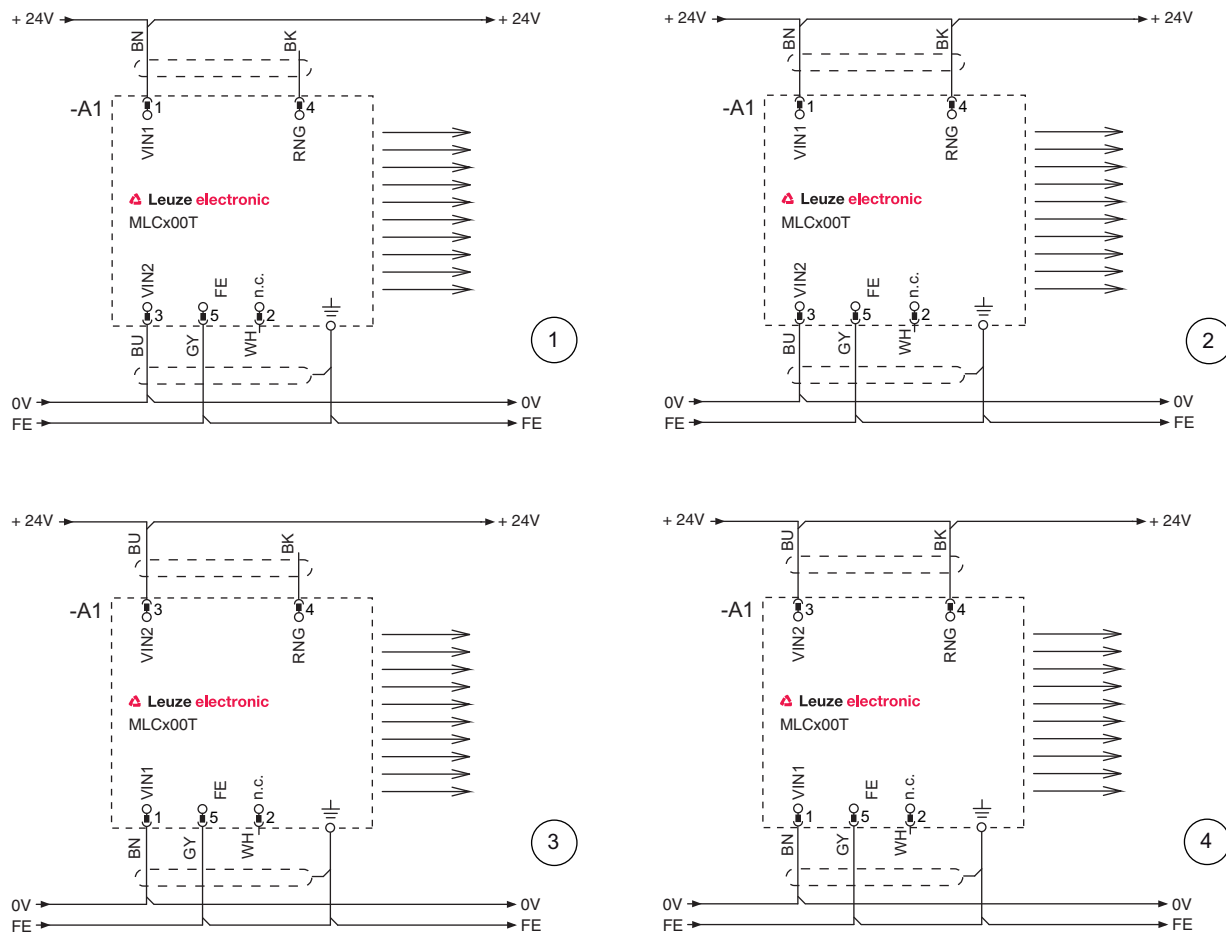 + 24V
+ 24V
BN
BK
-A1
1
4
VIN1
RNG
Leuze electronic
MLCx00T
VIN2
FE
n.c.
3
5
2
BU
GY
WH
1
0V
0V
FE
FE
+ 24V
+ 24V
BN
BK
-A1
1
4
VIN1
RNG
Leuze electronic
MLCx00T
VIN2
FE
n.c.
3
5
2
BU
GY
WH
2
0V
0V
FE
FE
+ 24V
+ 24V
BU
BK
-A1
3
4
VIN2
RNG
Leuze electronic
MLCx00T
VIN1
FE
n.c.
1
5
2
BN
GY
WH
3
0V
0V
FE
FE
+ 24V
+ 24V
BU
BK
-A1
3
4
VIN2
RNG
Leuze electronic
MLCx00T
VIN1
FE
n.c.
1
5
2
BN
GY
WH
4
0V
0V
FE
FE